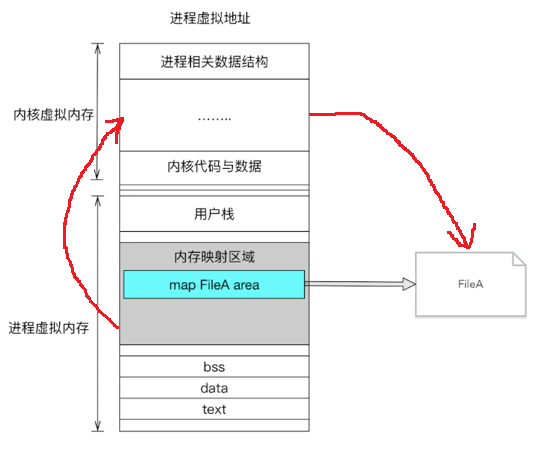 进程虚拟地址
进程相关数据结构
内核虚拟内存
……..
内核代码与数据
用户栈
内存映射区域
map FileA area
FileA
进程虚拟内存
bss
data
text